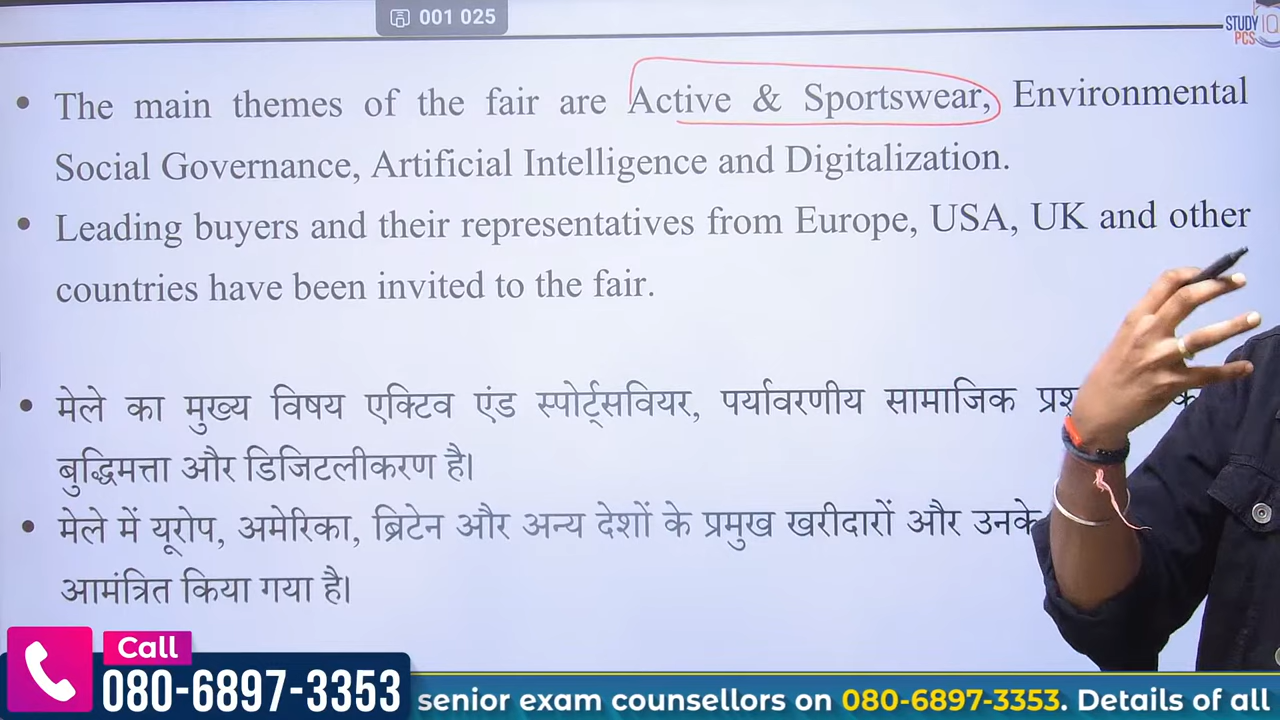 001 025
STUDY IQ
PCS
• The main themes of the fair are Active & Sportswear, Environmental
Social Governance, Artificial Intelligence and Digitalization.
• Leading buyers and their representatives from Europe, USA, UK and other
countries have been invited to the fair.
• मेले का मुख्य विषय एक्टिव एंड स्पोर्ट्सवियर, पर्यावरणीय सामाजिक
बुद्धिमत्ता और डिजिटलीकरण है।
• मेले में यूरोप, अमेरिका, ब्रिटेन और अन्य देशों के प्रमुख खरीदारों और उनके
आमंत्रित किया गया है।
Call
080-6897-3353
senior exam counsellors on 080-6897-3353. Details of all